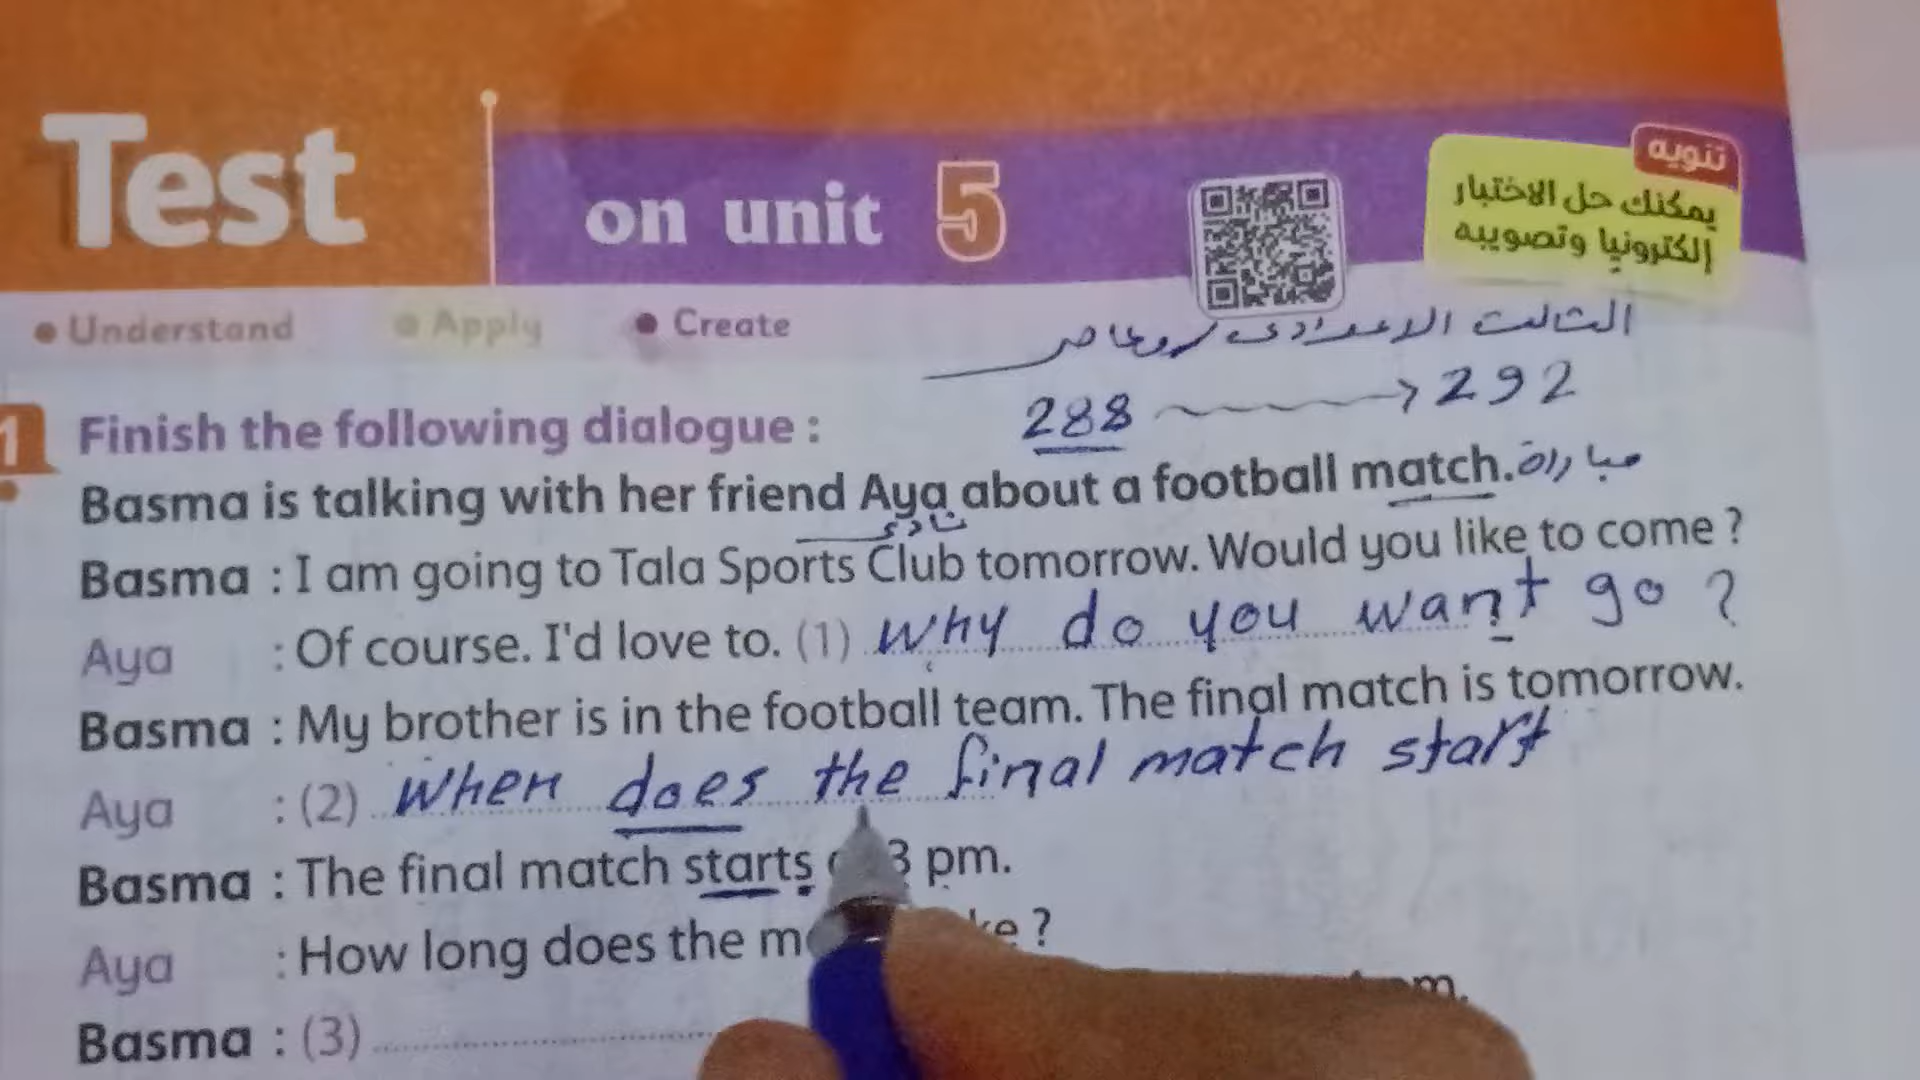 Test on unit 5
تنويه
يمكنك حل الاختبار
إلكترونيا وتصويبه
Understand Apply Create
الثالث الاعدادى
288 → 292
1 Finish the following dialogue :
Basma is talking with her friend Aya about a football match. مباراة
نادى
Basma : I am going to Tala Sports Club tomorrow. Would you like to come ?
Aya : Of course. I'd love to. (1) Why do you want go ?
Basma : My brother is in the football team. The final match is tomorrow.
Aya : (2) When does the final match start
Basma : The final match starts 3 pm.
Aya : How long does the ?
Basma : (3)